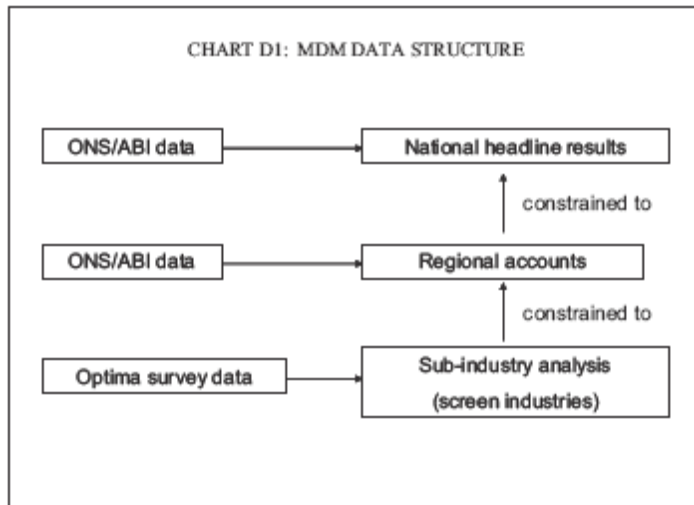 CHART D1: MDM DATA STRUCTURE
ONS/ABI data
National headline results
constrained to
ONS/ABI data
Regional accounts
constrained to
Optima survey data
Sub-industry analysis
(screen industries)